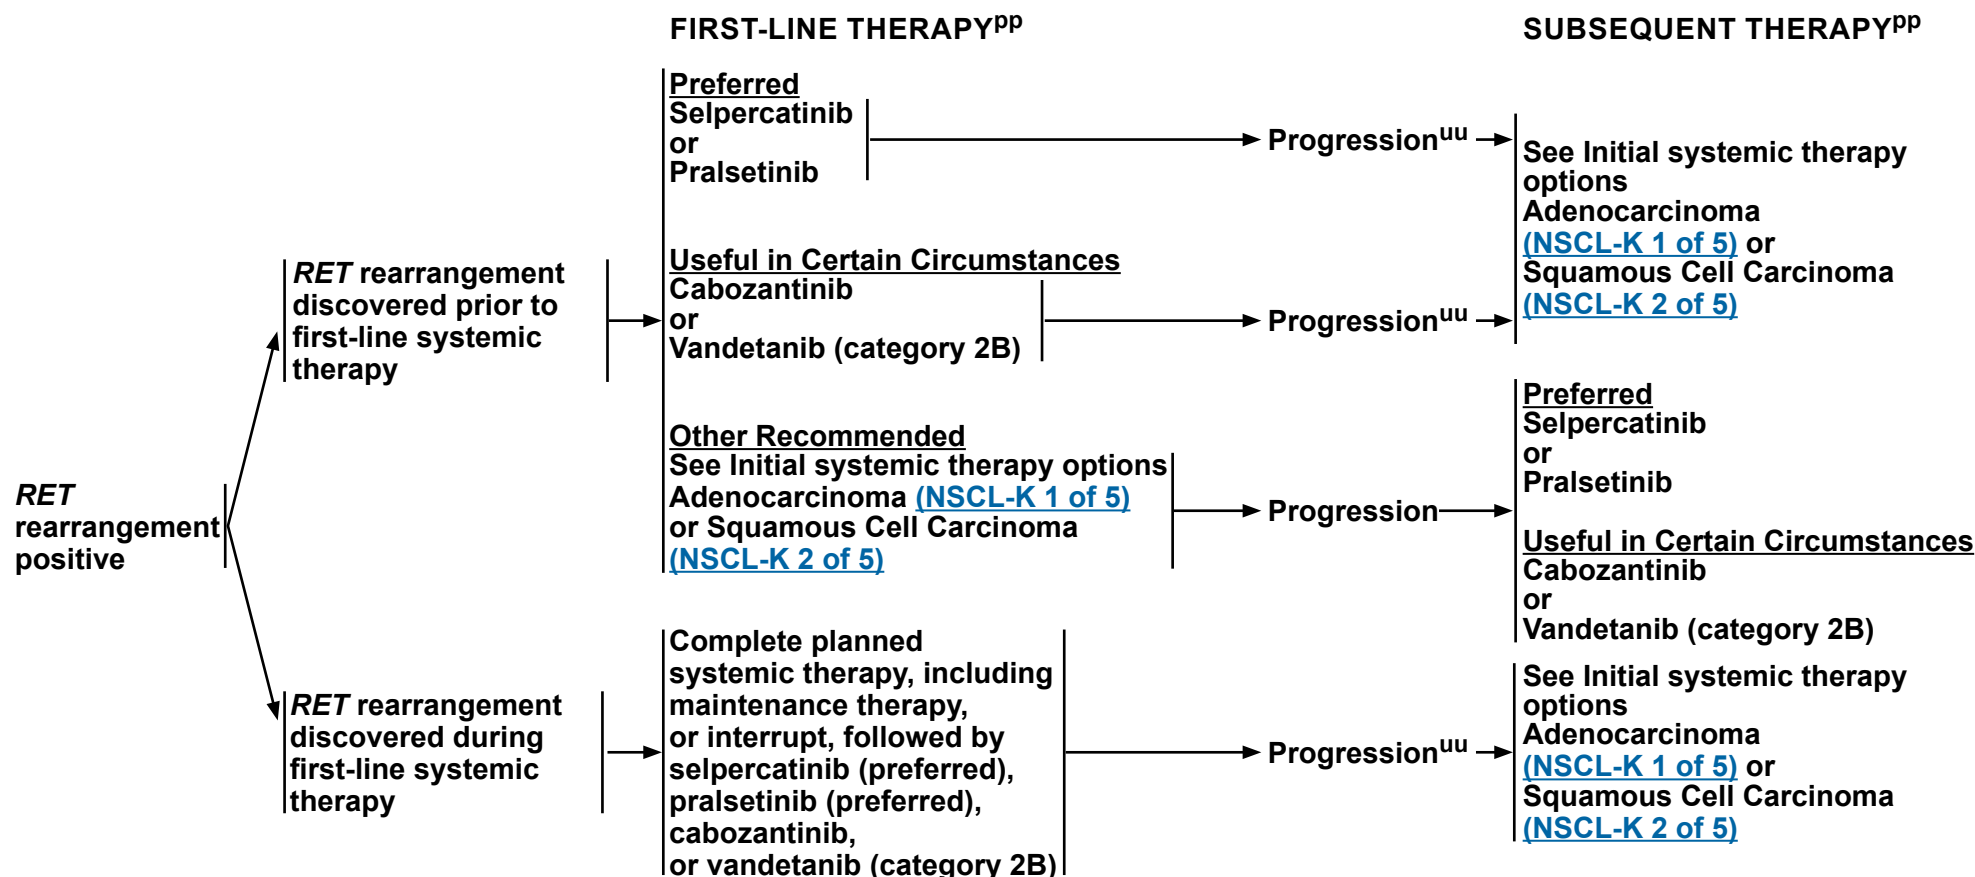 FIRST-LINE THERAPYpp
SUBSEQUENT THERAPYpp
RET
rearrangement
positive
RET rearrangement
discovered prior to
first-line systemic
therapy
Preferred
Selpercatinib
or
Pralsetinib
Progressionuu
Useful in Certain Circumstances
Cabozantinib
or
Vandetanib (category 2B)
Progressionuu
See Initial systemic therapy
options
Adenocarcinoma
(NSCL-K 1 of 5) or
Squamous Cell Carcinoma
(NSCL-K 2 of 5)
Other Recommended
See Initial systemic therapy options
Adenocarcinoma (NSCL-K 1 of 5)
or Squamous Cell Carcinoma
(NSCL-K 2 of 5)
Progression
Preferred
Selpercatinib
or
Pralsetinib
Useful in Certain Circumstances
Cabozantinib
or
Vandetanib (category 2B)
RET rearrangement
discovered during
first-line systemic
therapy
Complete planned
systemic therapy, including
maintenance therapy,
or interrupt, followed by
selpercatinib (preferred),
pralsetinib (preferred),
cabozantinib,
or vandetanib (category 2B)
Progressionuu
See Initial systemic therapy
options
Adenocarcinoma
(NSCL-K 1 of 5) or
Squamous Cell Carcinoma
(NSCL-K 2 of 5)